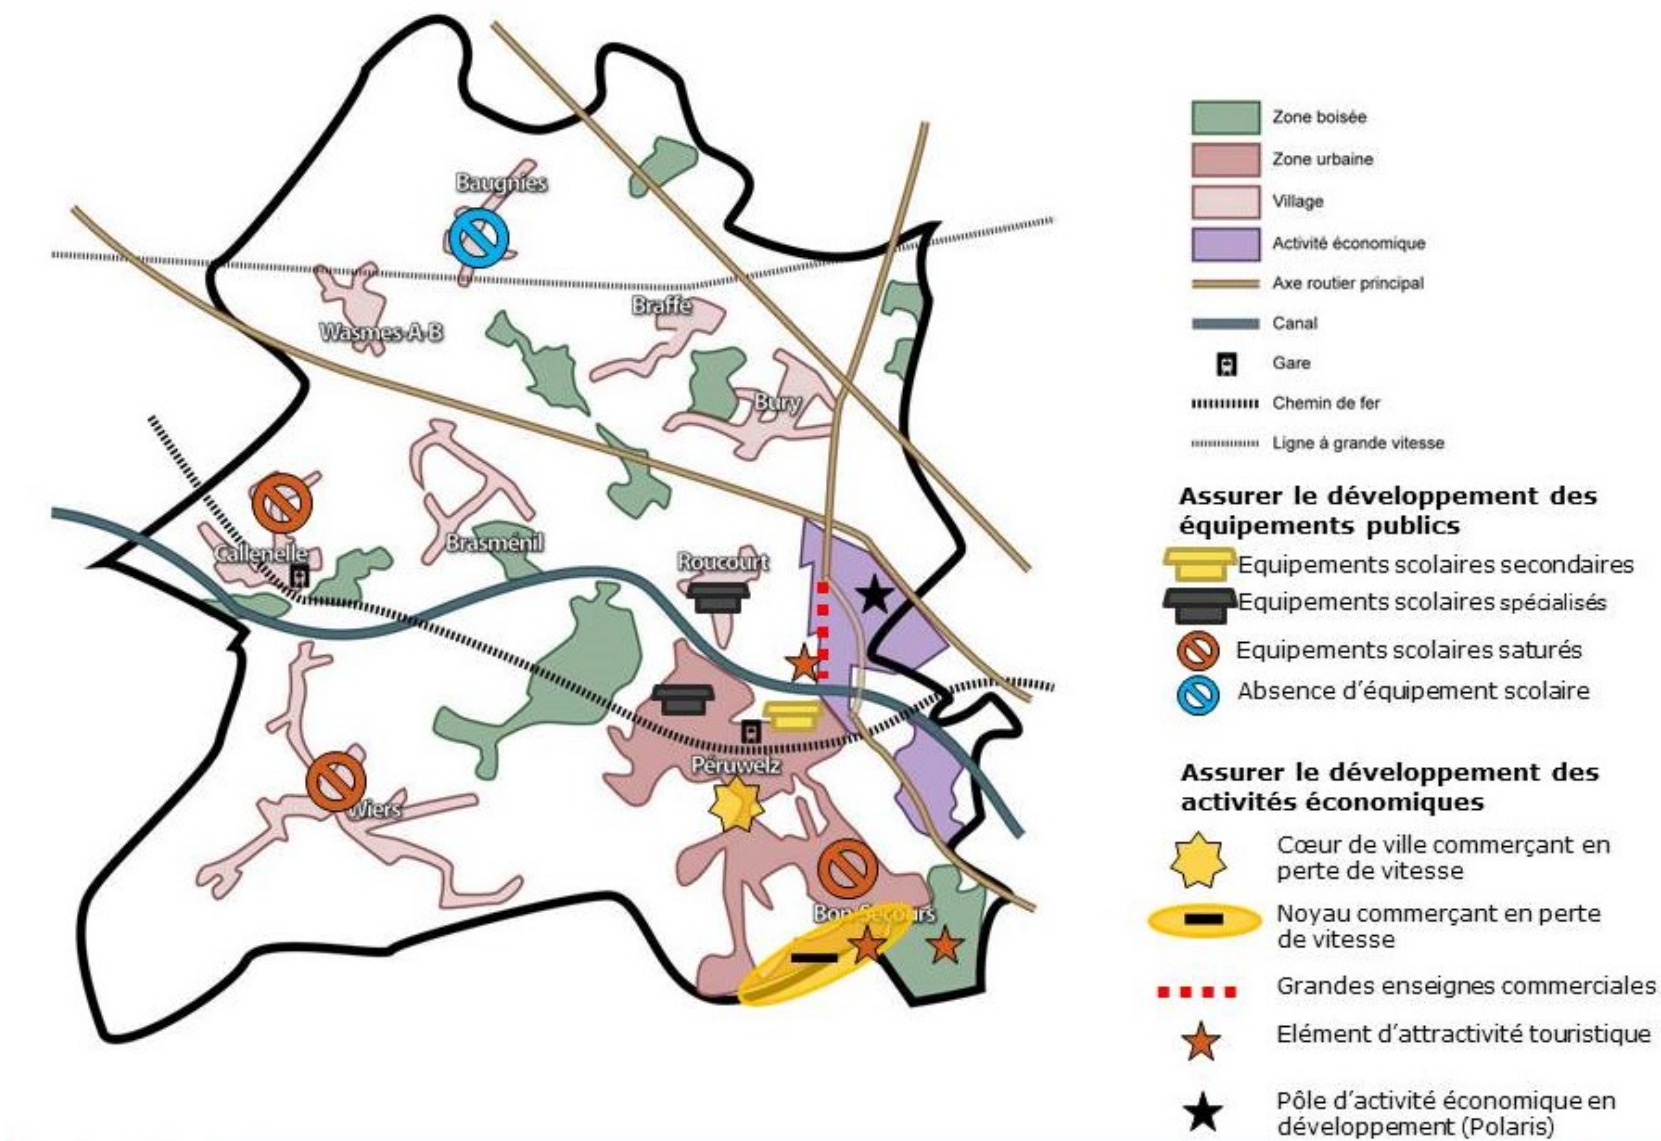 Baugnies
Wasmes-A-B
Braffe
Bury
Callenelle
Brasménil
Roucourt
Péruwelz
Wiers
Bon-Secours
Zone boisée
Zone urbaine
Village
Activité économique
Axe routier principal
Canal
Gare
Chemin de fer
Ligne à grande vitesse
Assurer le développement des
équipements publics
Equipements scolaires secondaires
Equipements scolaires spécialisés
Equipements scolaires saturés
Absence d'équipement scolaire
Assurer le développement des
activités économiques
Cœur de ville commerçant en
perte de vitesse
Noyau commerçant en perte
de vitesse
Grandes enseignes commerciales
Elément d'attractivité touristique
Pôle d'activité économique en
développement (Polaris)